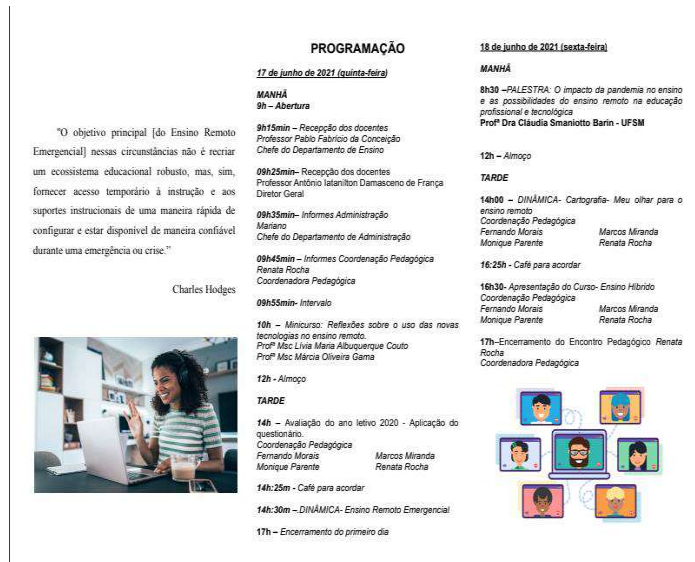 "O objetivo principal [do Ensino Remoto
Emergencial] nessas circunstâncias não é recriar
um ecossistema educacional robusto, mas, sim,
fornecer acesso temporário à instrução e aos
suportes instrucionais de uma maneira rápida de
configurar e estar disponível de maneira confiável
durante uma emergência ou crise."
Charles Hodges
PROGRAMAÇÃO
17 de junho de 2021 (quinta-feira)
MANHÃ
9h – Abertura
9h15min – Recepção dos docentes
Professor Pablo Fabrício da Conceição
Chefe do Departamento de Ensino
09h25min– Recepção dos docentes
Professor Antônio Iatanilton Damasceno de França
Diretor Geral
09h35min– Informes Administração
Mariano
Chefe do Departamento de Administração
09h45min – Informes Coordenação Pedagógica
Renata Rocha
Coordenadora Pedagógica
09h55min- Intervalo
10h – Minicurso: Reflexões sobre o uso das novas
tecnologias no ensino remoto.
Profª Msc Livia Maria Albuquerque Couto
Profª Msc Márcia Oliveira Gama
12h - Almoço
TARDE
14h – Avaliação do ano letivo 2020 - Aplicação do
questionário.
Coordenação Pedagógica
Fernando Morais Marcos Miranda
Monique Parente Renata Rocha
14h:25m - Café para acordar
14h:30m –.DINÂMICA- Ensino Remoto Emergencial
17h – Encerramento do primeiro dia
18 de junho de 2021 (sexta-feira)
MANHÃ
8h30 –PALESTRA: O impacto da pandemia no ensino
e as possibilidades do ensino remoto na educação
profissional e tecnológica
Profª Dra Cláudia Smaniotto Barin - UFSM
12h – Almoço
TARDE
14h00 – DINÂMICA- Cartografia- Meu olhar para o
ensino remoto
Coordenação Pedagógica
Fernando Morais Marcos Miranda
Monique Parente Renata Rocha
16:25h - Café para acordar
16h30- Apresentação do Curso- Ensino Híbrido
Coordenação Pedagógica
Fernando Morais Marcos Miranda
Monique Parente Renata Rocha
17h–Encerramento do Encontro Pedagógico Renata
Rocha
Coordenadora Pedagógica